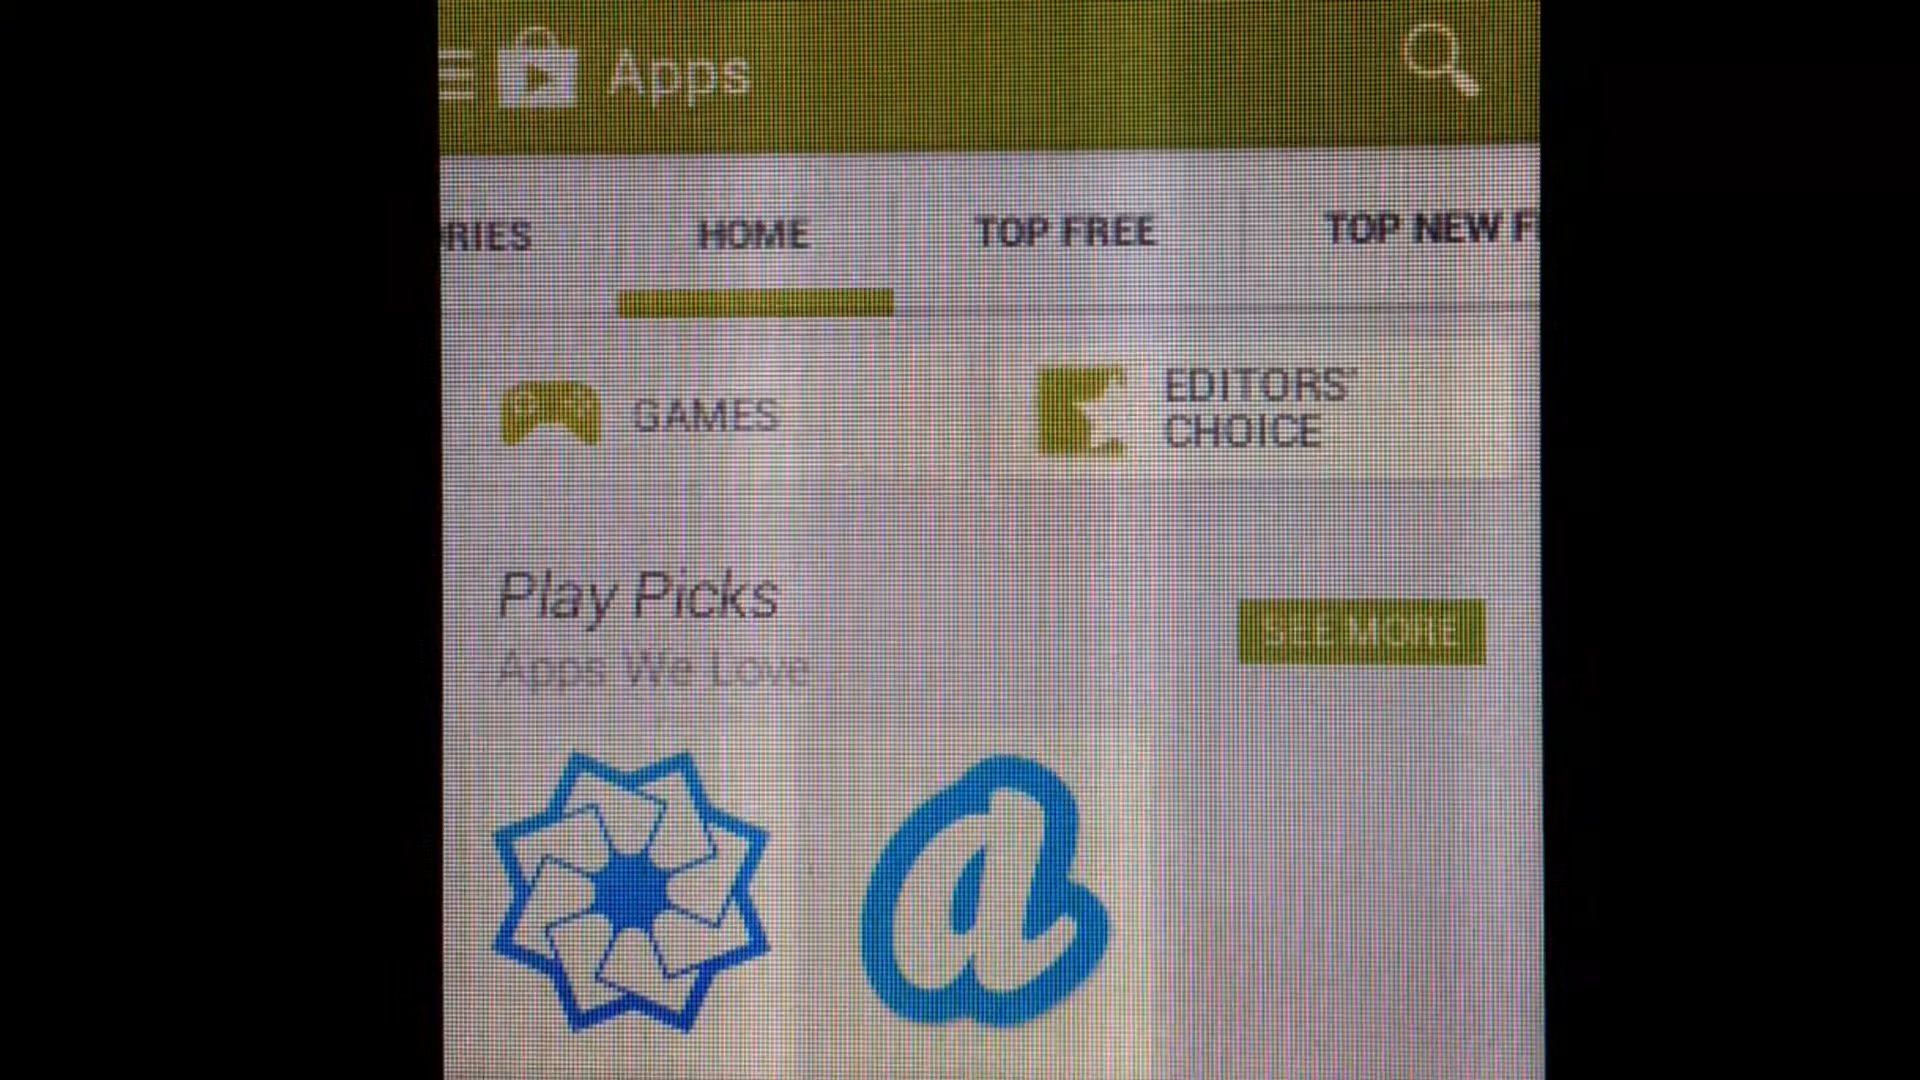 Apps
RIES HOME TOP FREE TOP NEW F
GAMES
EDITORS'
CHOICE
Play Picks
SEE MORE
Apps We Love
a